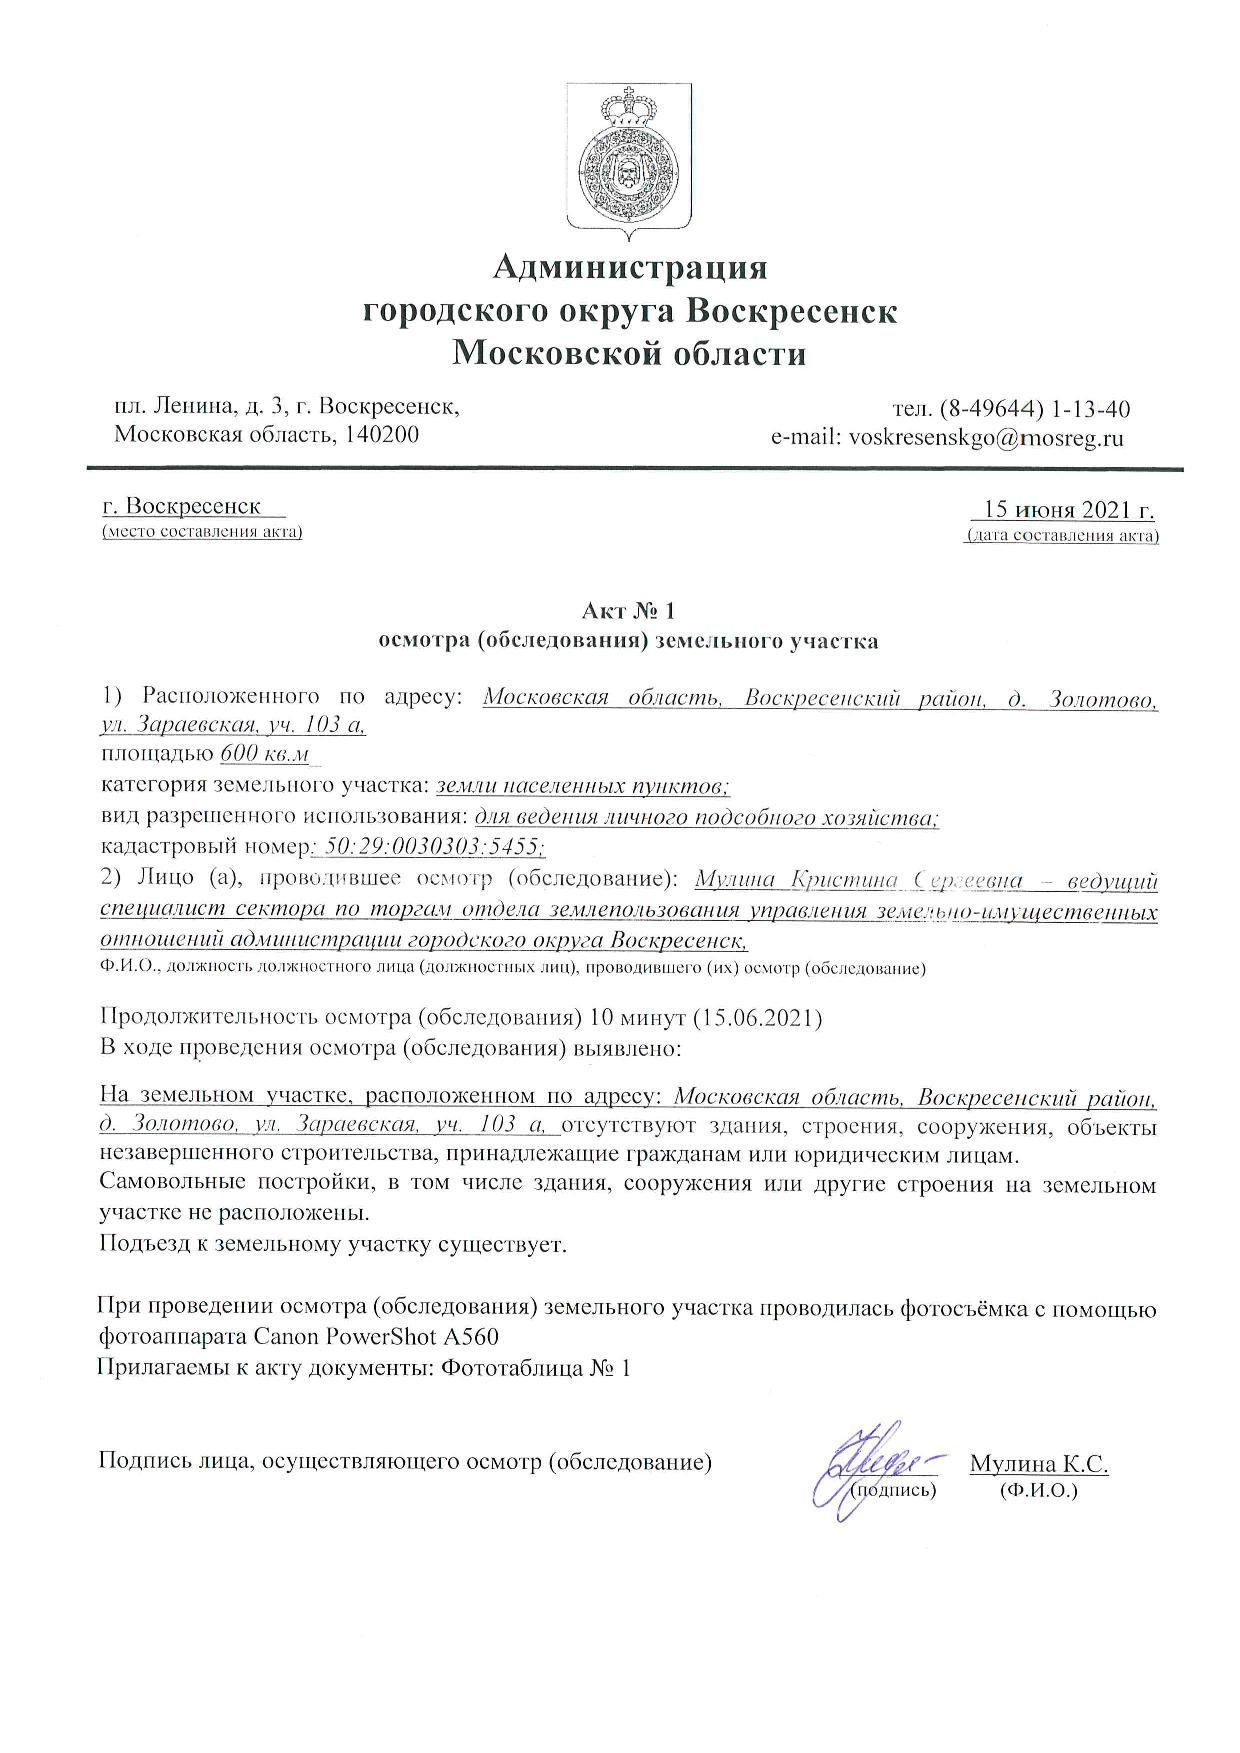 Администрация
городского округа Воскресенск
Московской области
пл. Ленина, д. 3, г. Воскресенск,
Московская область, 140200
тел. (8-49644) 1-13-40
e-mail: voskresenskgo@mosreg.ru
г. Воскресенск
(место составления акта)
15 июня 2021 г.
(дата составления акта)
Акт № 1
осмотра (обследования) земельного участка
1) Расположенного по адресу: Московская область, Воскресенский район, д. Золотово,
ул. Зараевская, уч. 103 а,
площадью 600 кв.м
категория земельного участка: земли населенных пунктов;
вид разрешенного использования: для ведения личного подсобного хозяйства;
кадастровый номер: 50:29:0030303:5455;
2) Лицо (а), проводившее осмотр (обследование): Мулина Кристина Сергеевна – ведущий
специалист сектора по торгам отдела землепользования управления земельно-имущественных
отношений администрации городского округа Воскресенск,
Ф.И.О., должность должностного лица (должностных лиц), проводившего (их) осмотр (обследование)
Продолжительность осмотра (обследования) 10 минут (15.06.2021)
В ходе проведения осмотра (обследования) выявлено:
На земельном участке, расположенном по адресу: Московская область, Воскресенский район,
д. Золотово, ул. Зараевская, уч. 103 а, отсутствуют здания, строения, сооружения, объекты
незавершенного строительства, принадлежащие гражданам или юридическим лицам.
Самовольные постройки, в том числе здания, сооружения или другие строения на земельном
участке не расположены.
Подъезд к земельному участку существует.
При проведении осмотра (обследования) земельного участка проводилась фотосъёмка с помощью
фотоаппарата Canon PowerShot A560
Прилагаемы к акту документы: Фототаблица № 1
Подпись лица, осуществляющего осмотр (обследование)
Мулина К.С.
(подпись)
(Ф.И.О.)